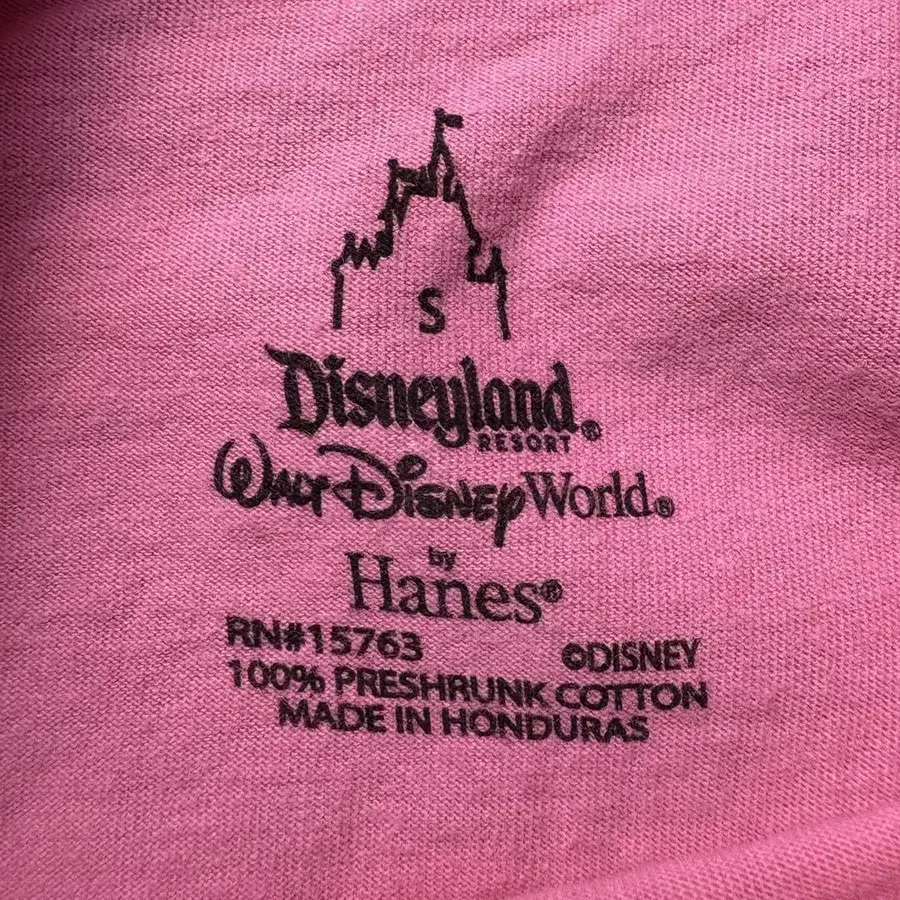 S
Disneyland®
RESORT
Walt Disney World®
by
Hanes®
RN#15763 ©DISNEY
100% PRESHRUNK COTTON
MADE IN HONDURAS